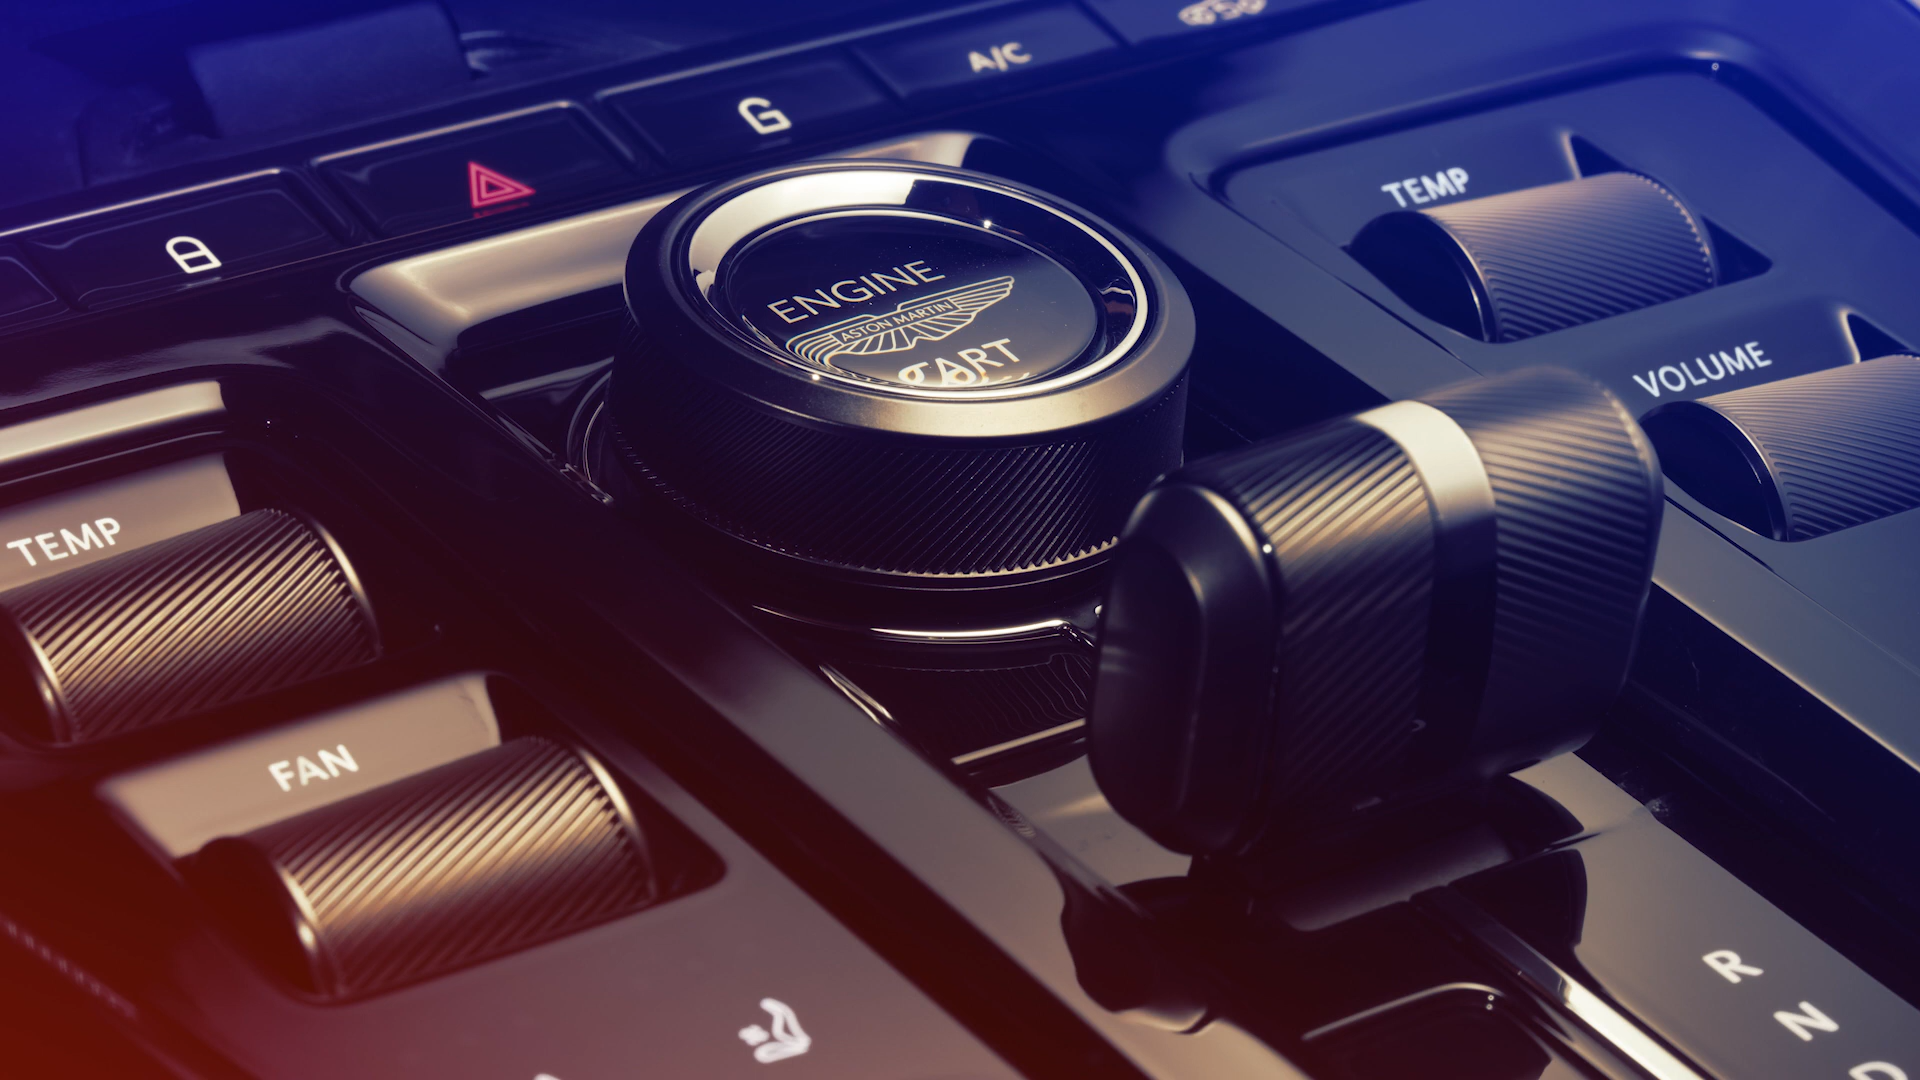 A/C
G
TEMP
ENGINE
ASTON MARTIN
START
VOLUME
TEMP
FAN
R
N
D